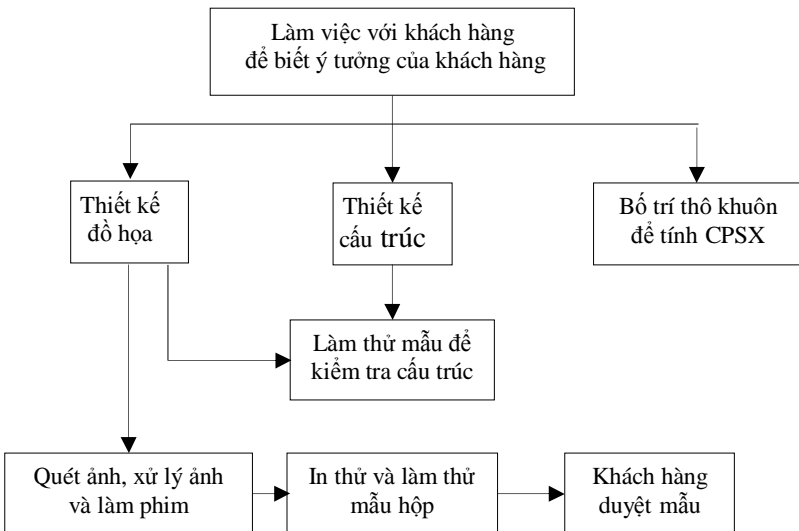 Làm việc với khách hàng
để biết ý tưởng của khách hàng
Thiết kế
đồ họa
Thiết kế
cấu trúc
Bố trí thô khuôn
để tính CPSX
Làm thử mẫu để
kiểm tra cấu trúc
Quét ảnh, xử lý ảnh
và làm phim
In thử và làm thử
mẫu hộp
Khách hàng
duyệt mẫu